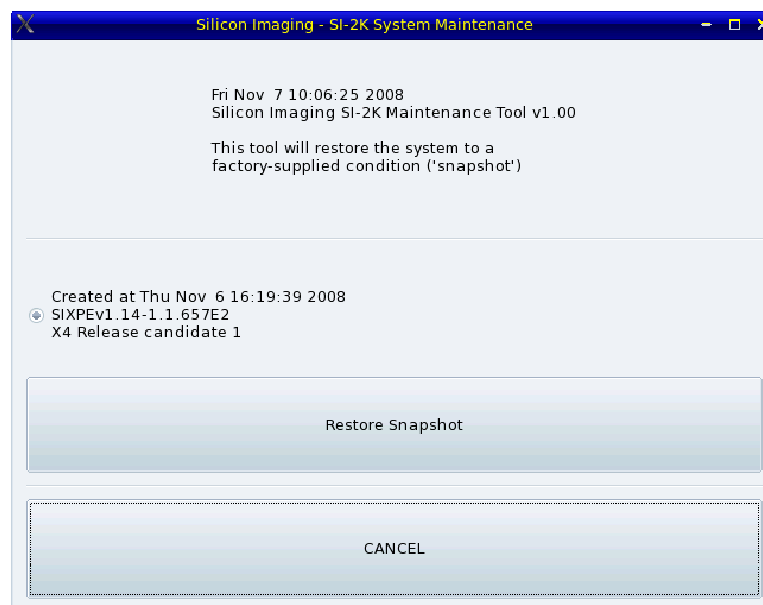 Silicon Imaging - SI-2K System Maintenance
Fri Nov  7 10:06:25 2008
Silicon Imaging SI-2K Maintenance Tool v1.00
This tool will restore the system to a
factory-supplied condition ('snapshot')
Created at Thu Nov  6 16:19:39 2008
SIXPEv1.14-1.1.657E2
X4 Release candidate 1
Restore Snapshot
CANCEL